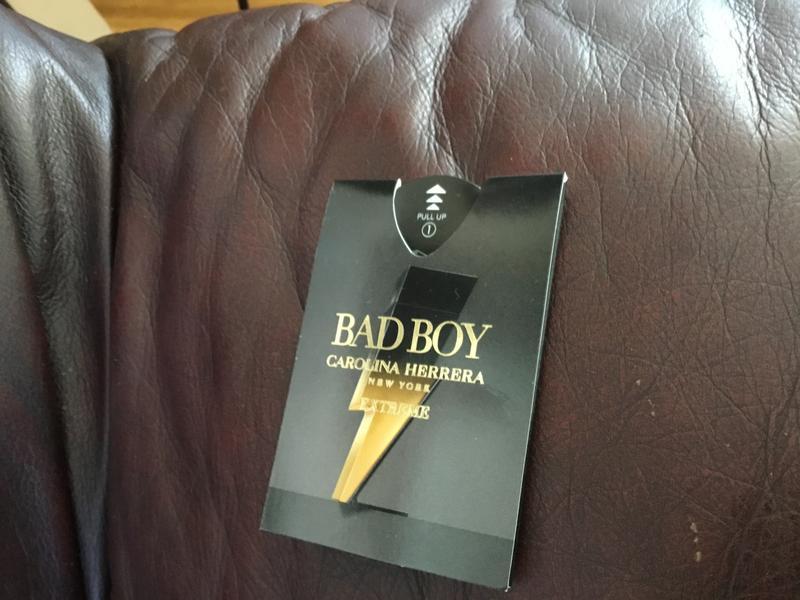 PULL UP
1
BAD BOY
CAROLINA HERRERA
NEW YORK
EXTREME